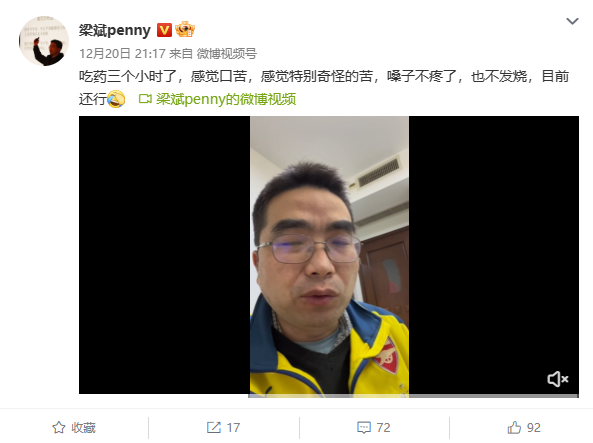 梁斌penny
12月20日 21:17 来自 微博视频号
吃药三个小时了，感觉口苦，感觉特别奇怪的苦，嗓子不疼了，也不发烧，目前
还行 梁斌penny的微博视频
收藏 17 72 92